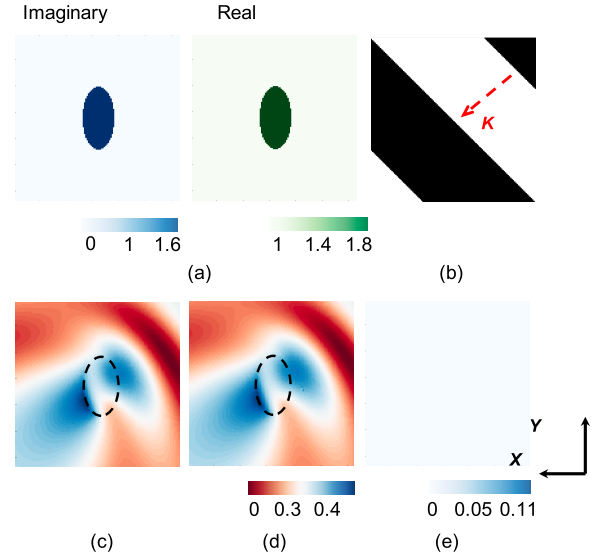 Imaginary
Real
K
0 1 1.6
1 1.4 1.8
(a)
(b)
Y
X
0 0.3 0.4
0 0.05 0.11
(c)
(d)
(e)